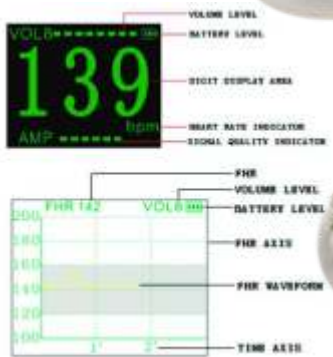 VOLUME LEVEL
VOL8
BATTERY LEVEL
139
DIGIT DISPLAY AREA
bpm
HEART RATE INDICATOR
AMP
SIGNAL QUALITY INDICATOR
FHR
VOLUME LEVEL
FHR 142 VOL8
BATTERY LEVEL
200
180
FHR AXIS
160
140
FHR WAVEFORM
120
100
1' 2'
TIME AXIS